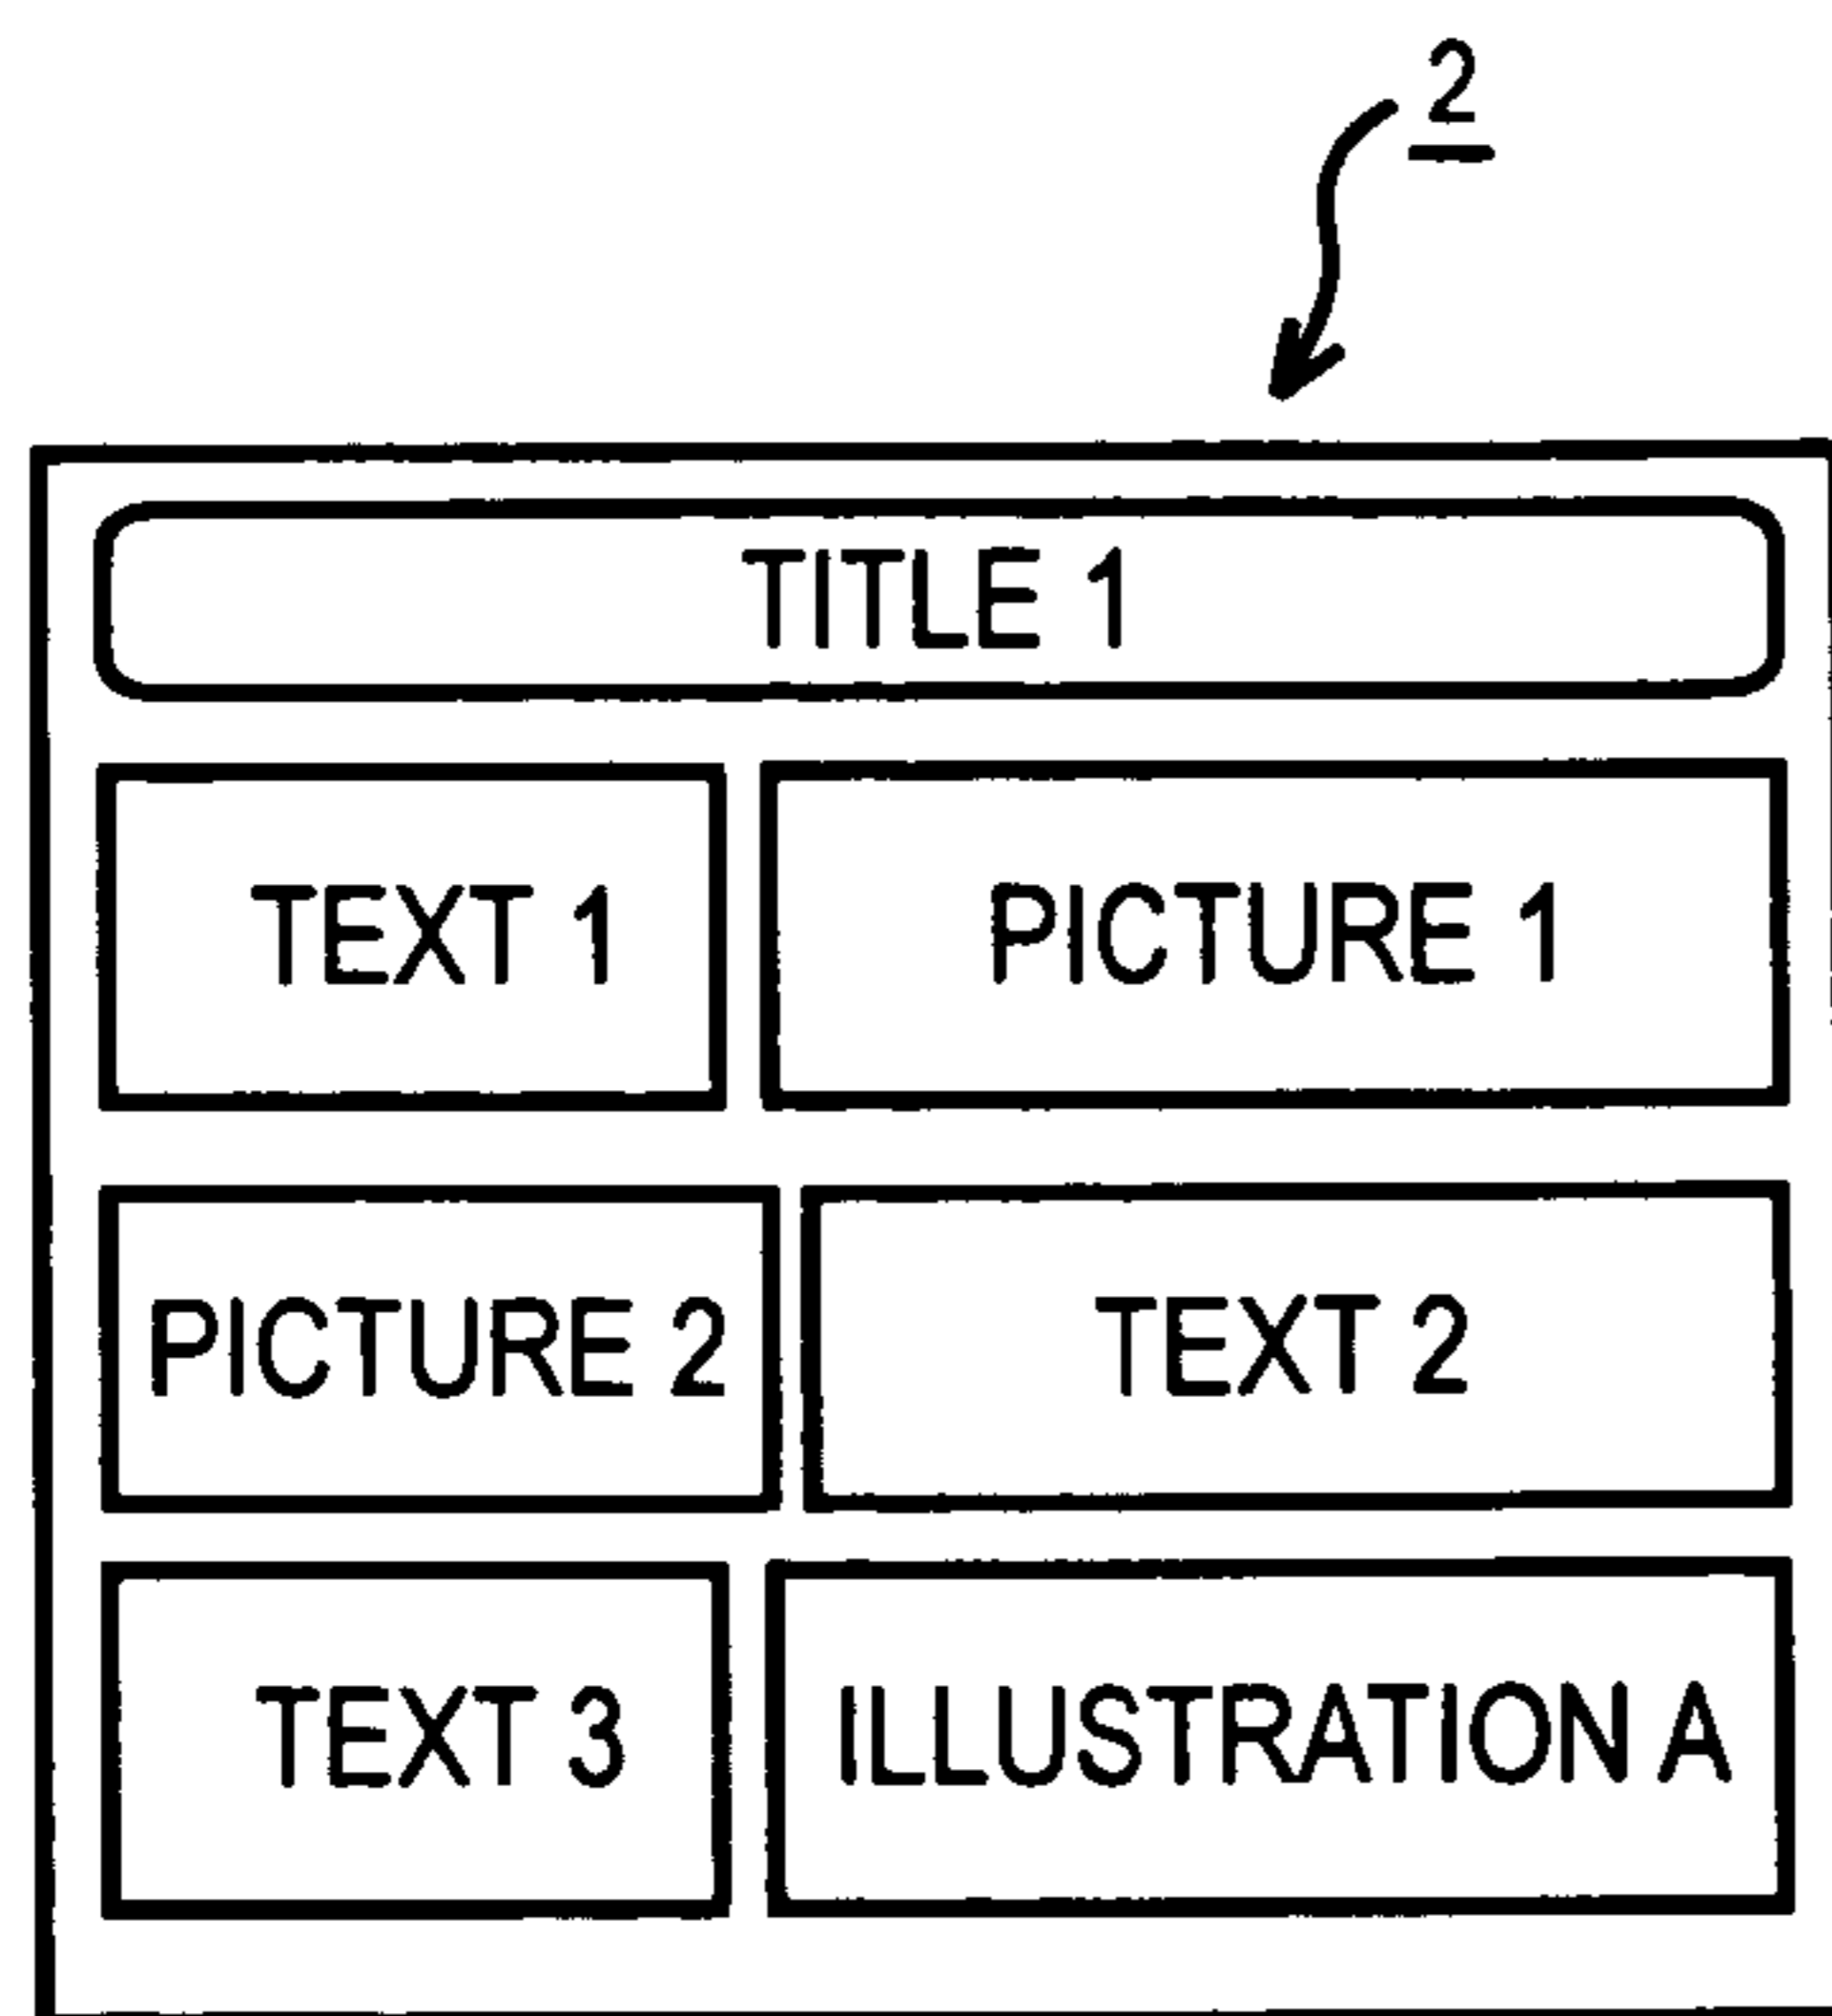 2
TITLE 1
TEXT 1 PICTURE 1
PICTURE 2 TEXT 2
TEXT 3 ILLUSTRATION A